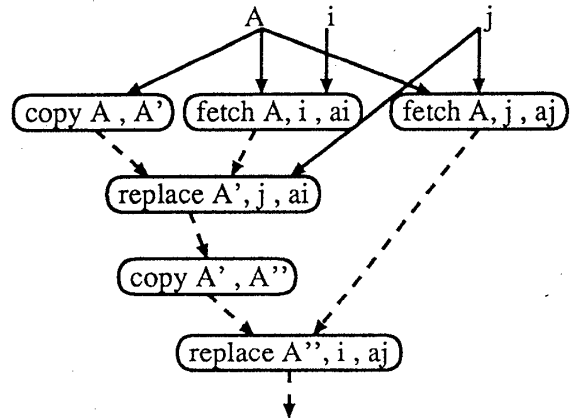 A i j
copy A , A' fetch A, i , ai fetch A, j , aj
replace A', j , ai
copy A' , A''
replace A'', i , aj